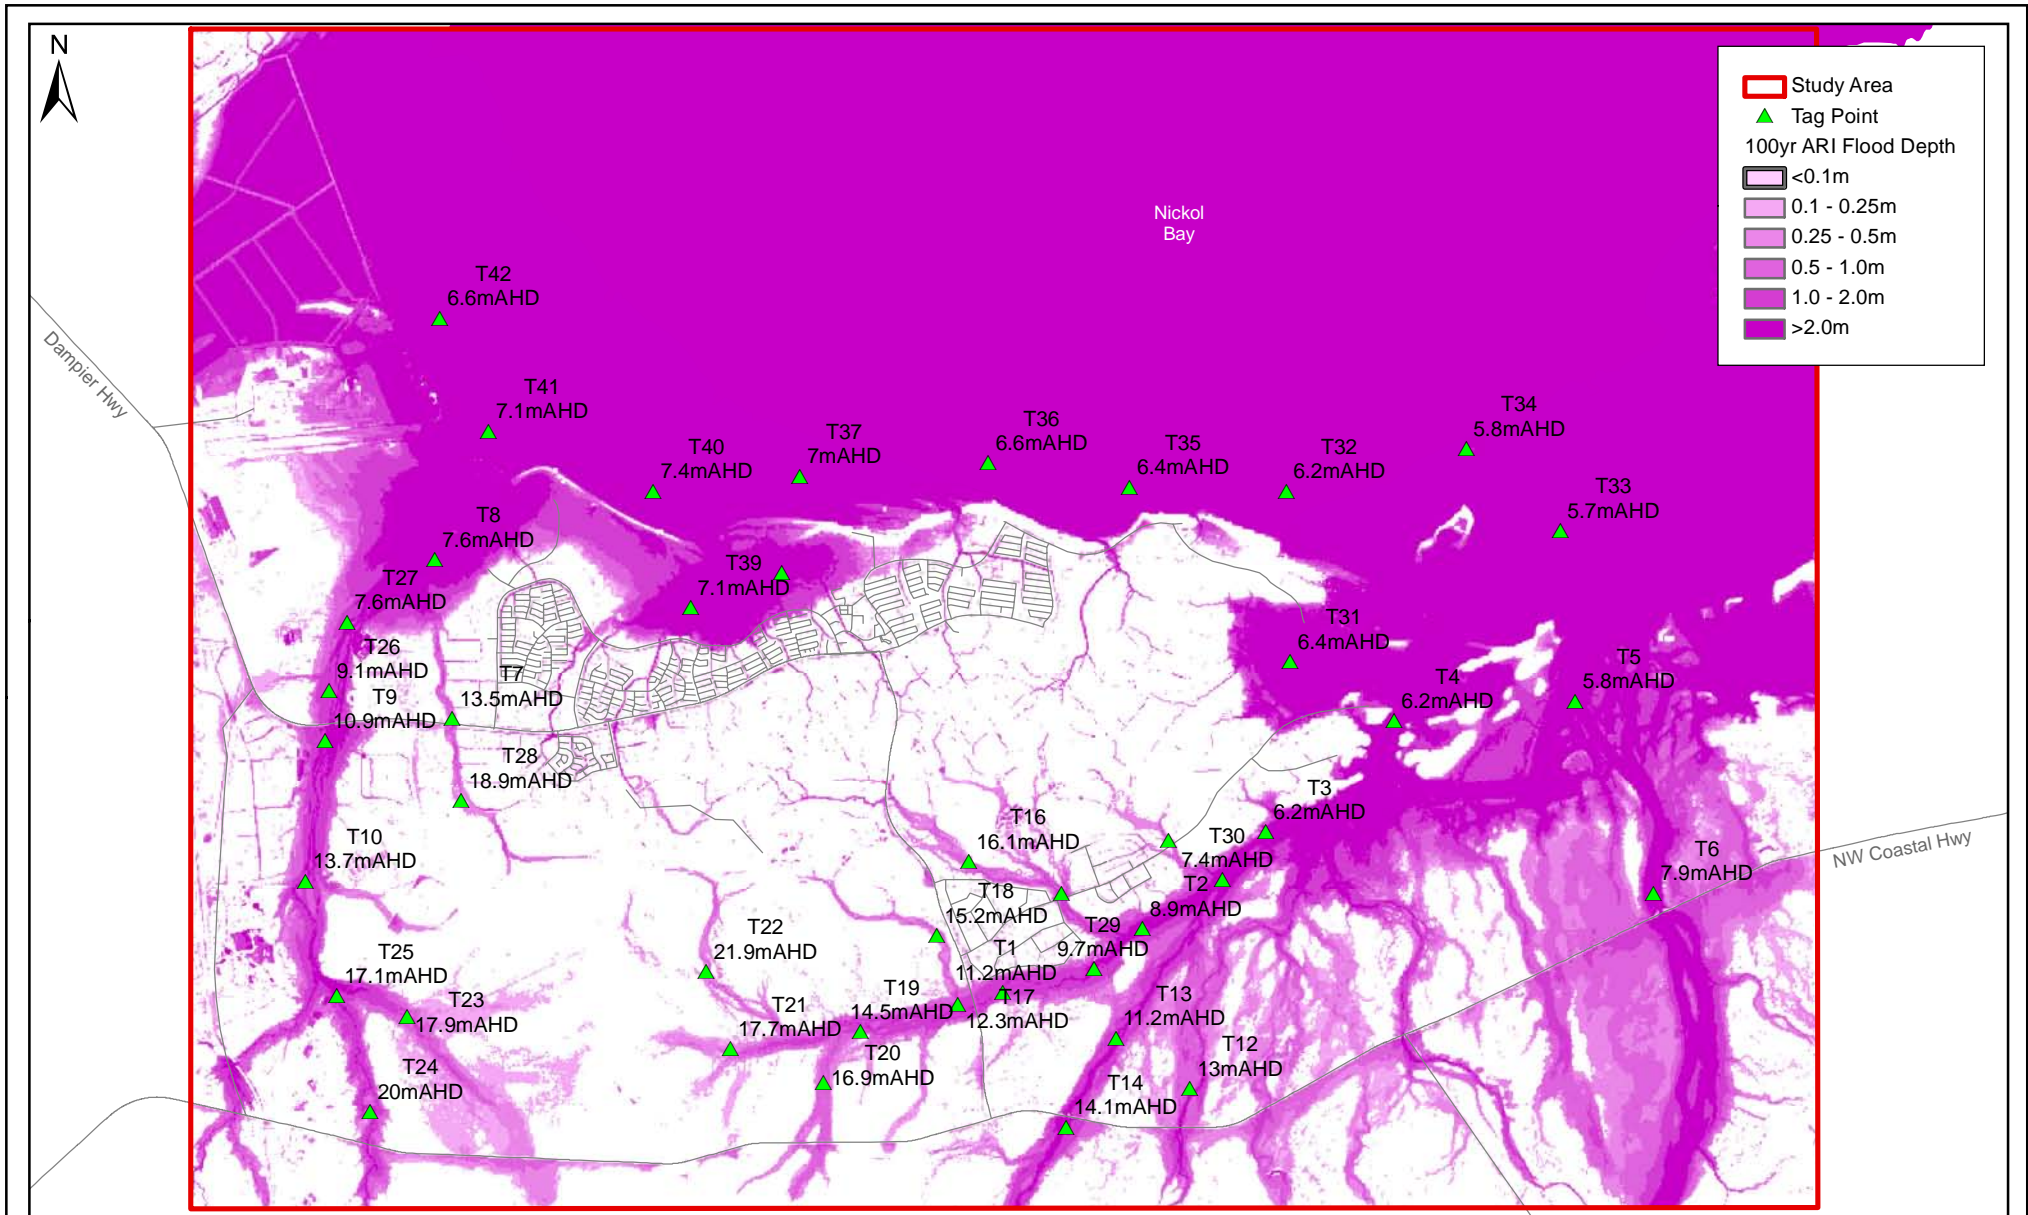 N
Study Area
Tag Point
100yr ARI Flood Depth
<0.1m
0.1 - 0.25m
0.25 - 0.5m
0.5 - 1.0m
1.0 - 2.0m
>2.0m
Nickol
Bay
T42
6.6mAHD
Dampier Hwy
T41
7.1mAHD
T40
7.4mAHD
T37
7mAHD
T36
6.6mAHD
T35
6.4mAHD
T32
6.2mAHD
T34
5.8mAHD
T33
5.7mAHD
T8
7.6mAHD
T39
7.1mAHD
T27
7.6mAHD
T31
6.4mAHD
T26
9.1mAHD
T7
13.5mAHD
T4
6.2mAHD
T5
5.8mAHD
T9
10.9mAHD
T28
18.9mAHD
T3
6.2mAHD
T10
13.7mAHD
T16
16.1mAHD
T30
7.4mAHD
NW Coastal Hwy
T6
7.9mAHD
T18
15.2mAHD
T2
8.9mAHD
T22
21.9mAHD
T29
9.7mAHD
T1
11.2mAHD
T25
17.1mAHD
T23
17.9mAHD
T21
17.7mAHD
T19
14.5mAHD
T17
12.3mAHD
T13
11.2mAHD
T12
13mAHD
T24
20mAHD
T20
16.9mAHD
T14
14.1mAHD